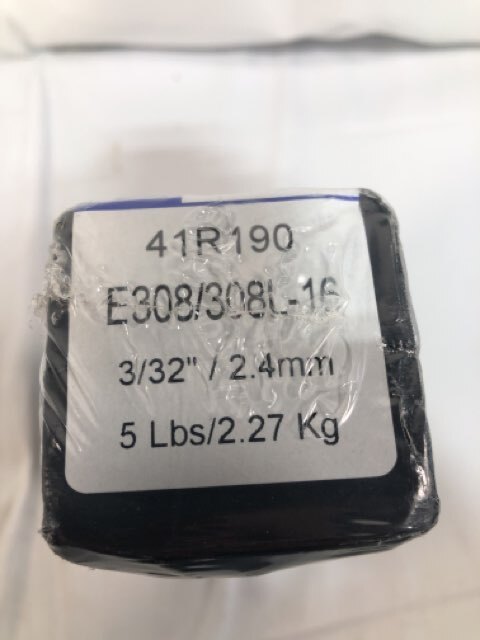 41R190
E308/308L-16
3/32" / 2.4mm
5 Lbs/2.27 Kg